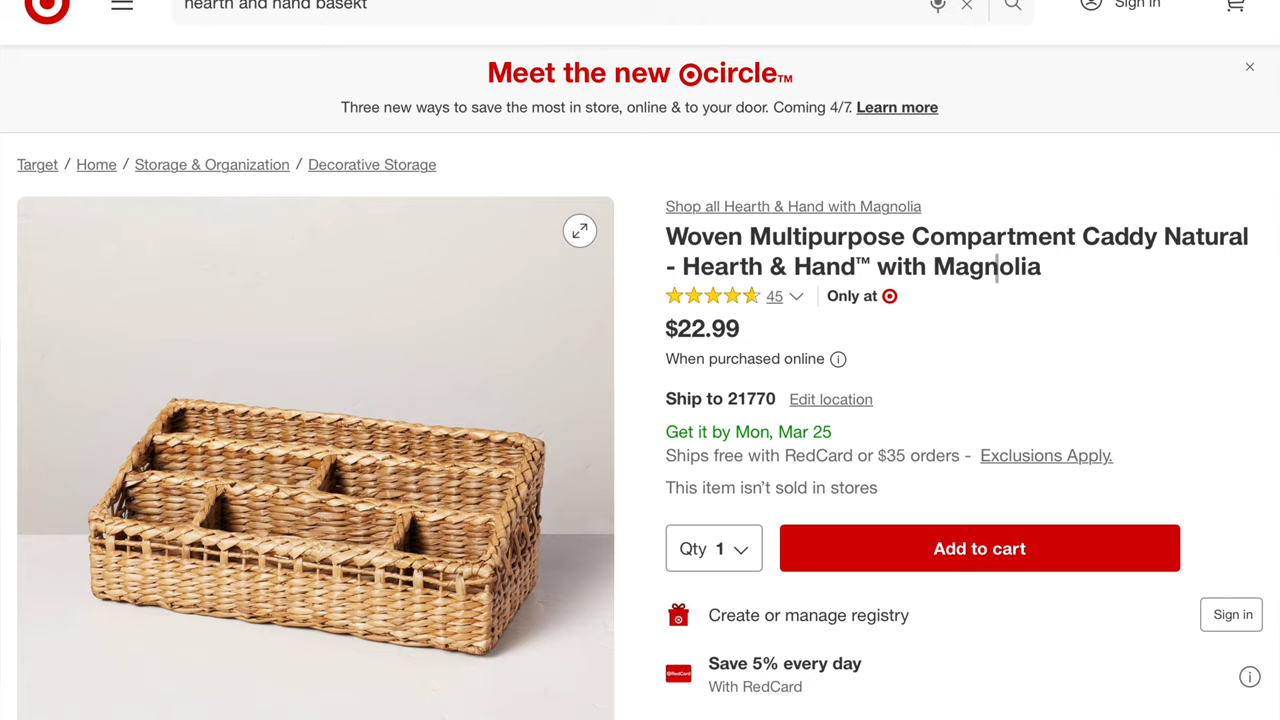 hearth and hand basekt
Sign in
Meet the new circle™
Three new ways to save the most in store, online & to your door. Coming 4/7. Learn more
Target / Home / Storage & Organization / Decorative Storage
Shop all Hearth & Hand with Magnolia
Woven Multipurpose Compartment Caddy Natural
- Hearth & Hand™ with Magnolia
45 Only at
$22.99
When purchased online
Ship to 21770 Edit location
Get it by Mon, Mar 25
Ships free with RedCard or $35 orders - Exclusions Apply.
This item isn’t sold in stores
Qty 1 Add to cart
Create or manage registry Sign in
Save 5% every day
RedCard With RedCard